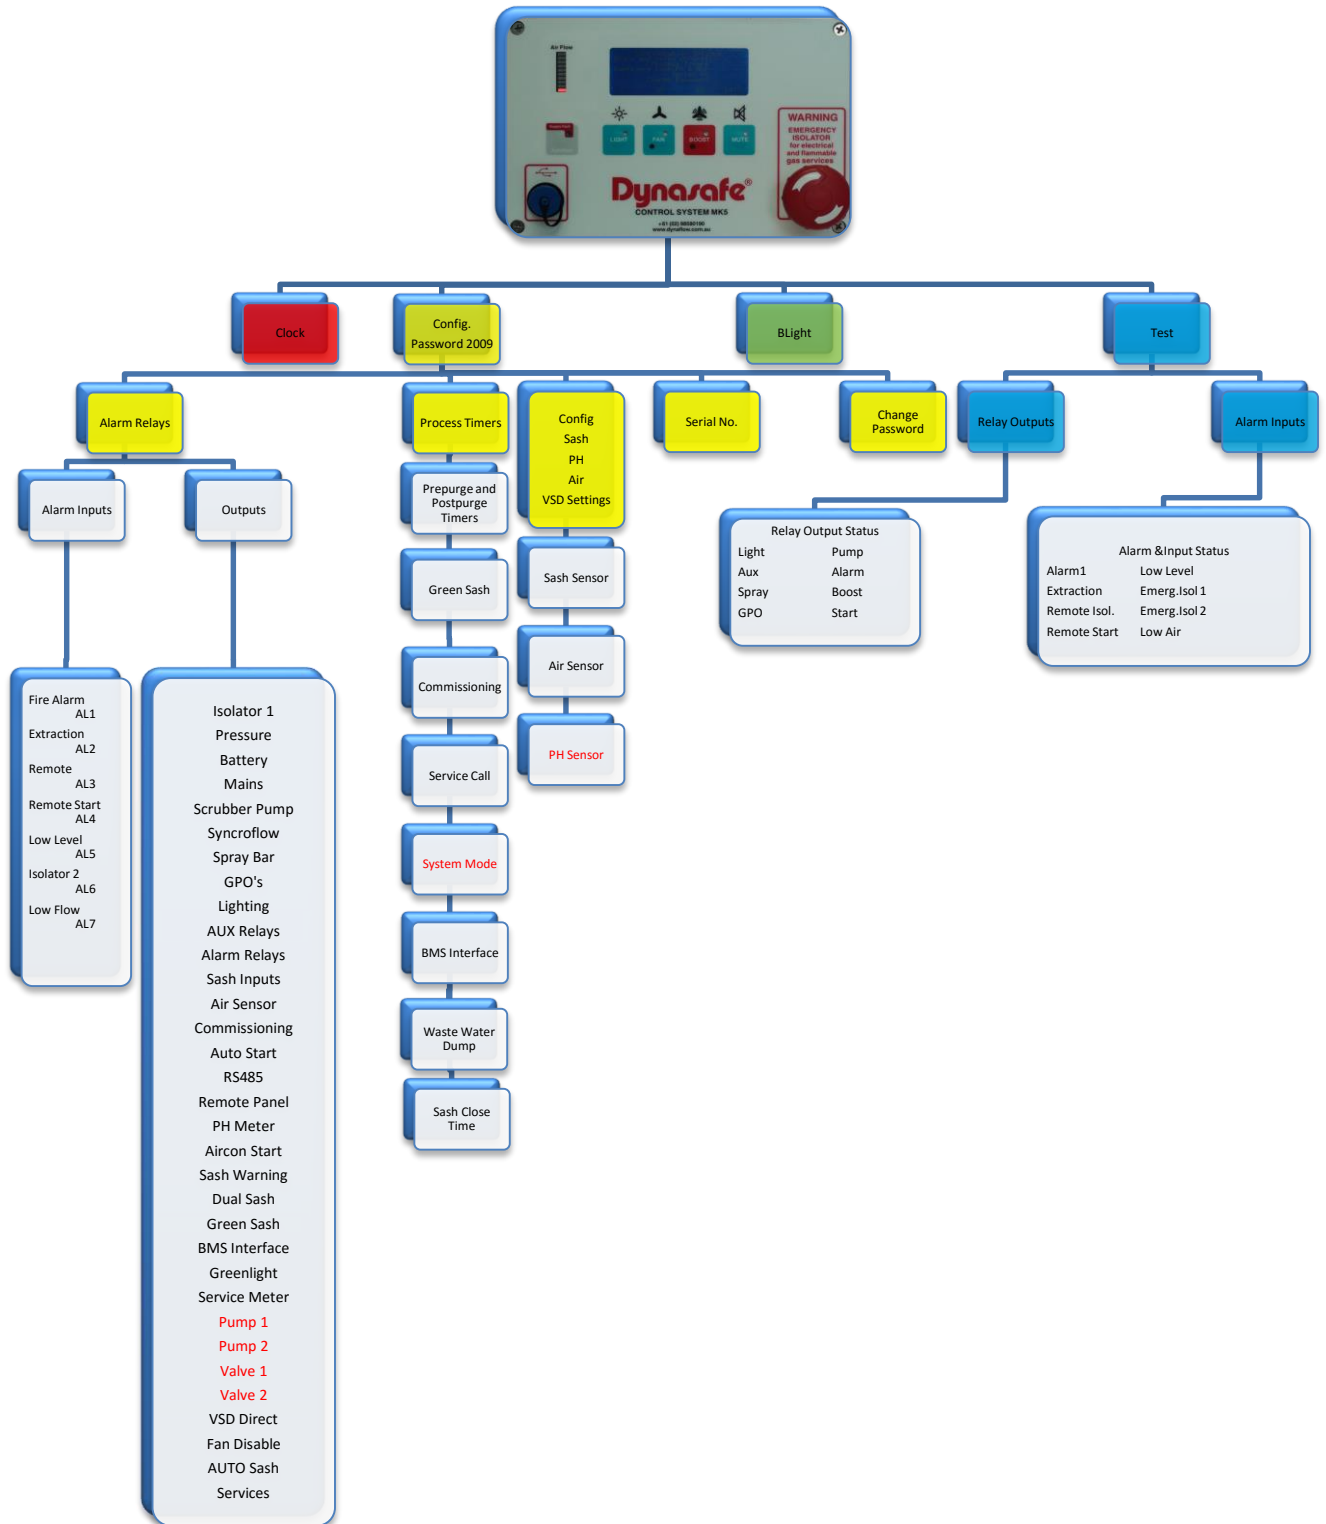 Air Flow
LIGHT
FAN
BOOST
MUTE
WARNING
EMERGENCY
ISOLATOR
for electrical
and flammable
gas services
Dynasafe®
CONTROL SYSTEM MK5
www.dynaflow.com.au
Clock
Config.
Password 2009
BLight
Test
Alarm Relays
Process Timers
Config
Sash
PH
Air
VSD Settings
Serial No.
Change
Password
Relay Outputs
Alarm Inputs
Alarm Inputs
Outputs
Prepurge and
Postpurge
Timers
Green Sash
Commissioning
Service Call
System Mode
BMS Interface
Waste Water
Dump
Sash Close
Time
Sash Sensor
Air Sensor
PH Sensor
Relay Output Status
Light Pump
Aux Alarm
Spray Boost
GPO Start
Alarm &Input Status
Alarm1 Low Level
Extraction Emerg.Isol 1
Remote Isol. Emerg.Isol 2
Remote Start Low Air
Fire Alarm
AL1
Extraction
AL2
Remote
AL3
Remote Start
AL4
Low Level
AL5
Isolator 2
AL6
Low Flow
AL7
Isolator 1
Pressure
Battery
Mains
Scrubber Pump
Syncroflow
Spray Bar
GPO's
Lighting
AUX Relays
Alarm Relays
Sash Inputs
Air Sensor
Commissioning
Auto Start
RS485
Remote Panel
PH Meter
Aircon Start
Sash Warning
Dual Sash
Green Sash
BMS Interface
Greenlight
Service Meter
Pump 1
Pump 2
Valve 1
Valve 2
VSD Direct
Fan Disable
AUTO Sash
Services